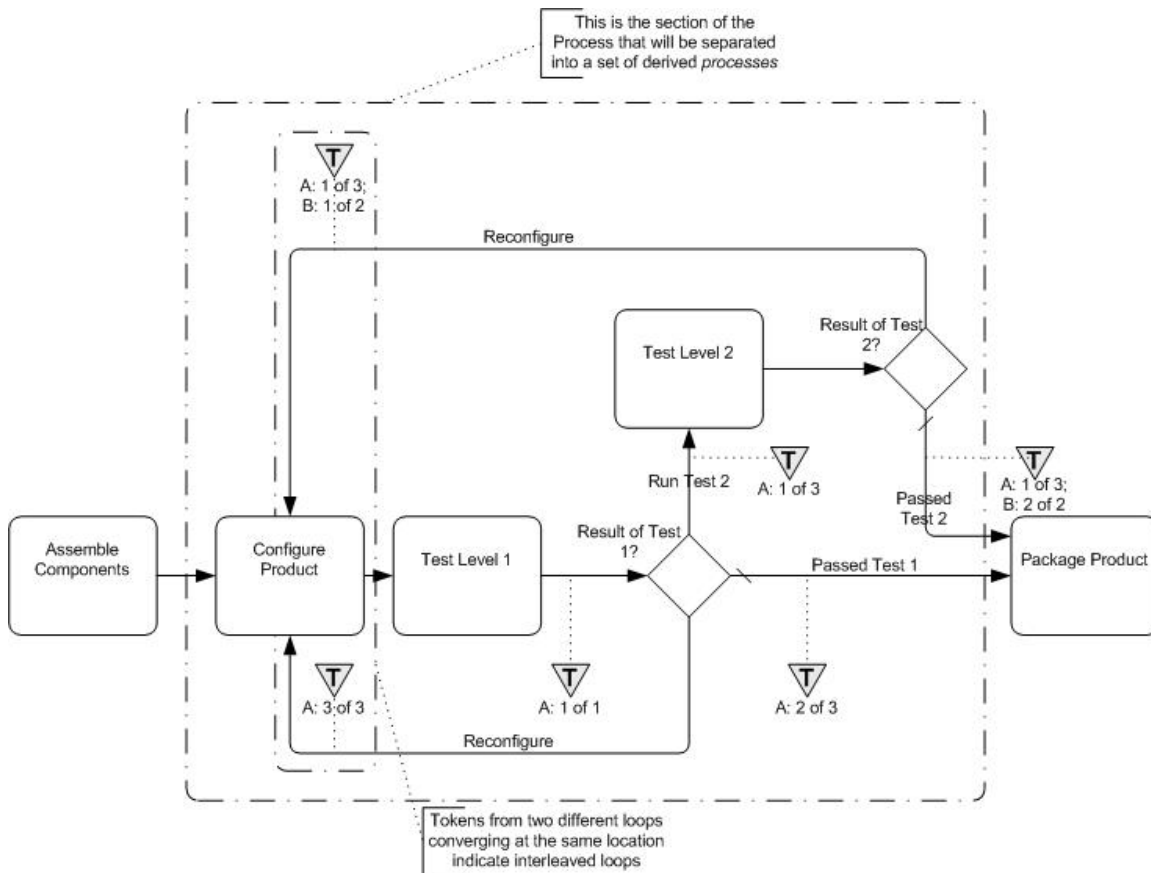 This is the section of the
Process that will be separated
into a set of derived processes
T
A: 1 of 3;
B: 1 of 2
Reconfigure
Test Level 2
Result of Test
2?
T
A: 1 of 3
Run Test 2
T
A: 1 of 3;
B: 2 of 2
Passed
Test 2
Assemble
Components
Configure
Product
Test Level 1
Result of Test
1?
Passed Test 1
Package Product
T
A: 3 of 3
T
A: 1 of 1
T
A: 2 of 3
Reconfigure
Tokens from two different loops
converging at the same location
indicate interleaved loops